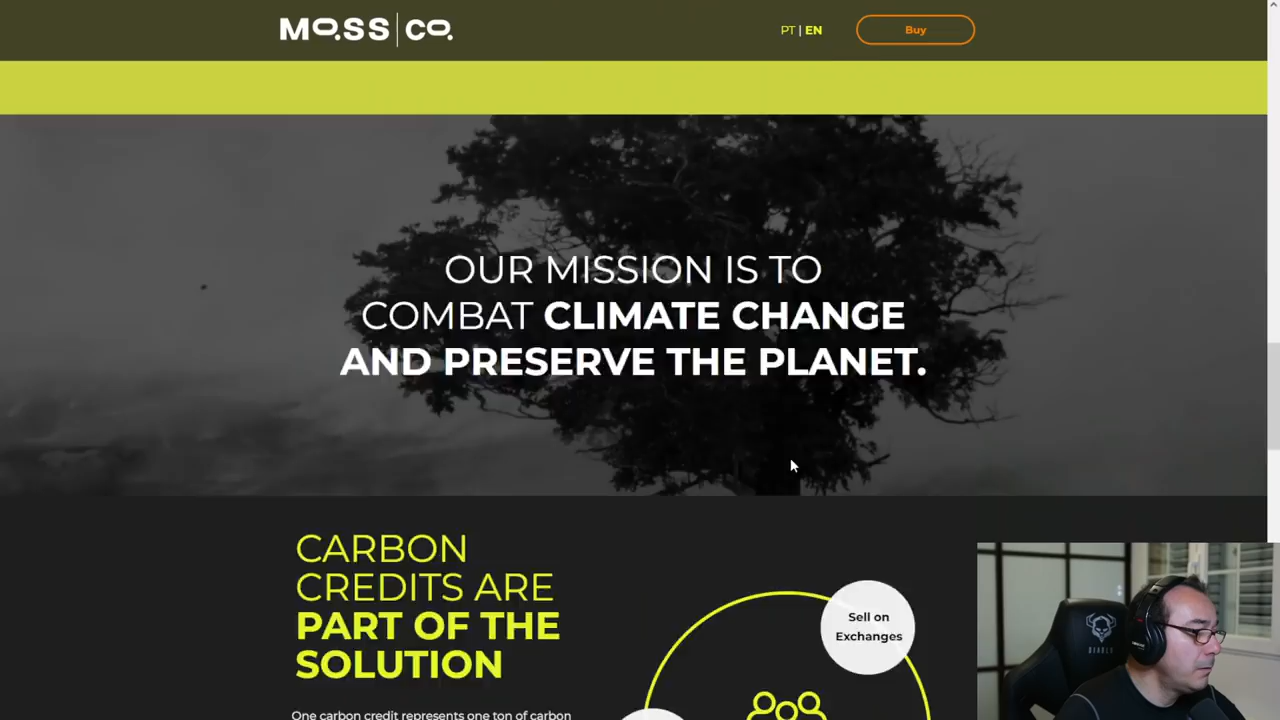 MOSS CO.
PT | EN
Buy
OUR MISSION IS TO
COMBAT CLIMATE CHANGE
AND PRESERVE THE PLANET.
CARBON
CREDITS ARE
PART OF THE
SOLUTION
Sell on
Exchanges
One carbon credit represents one ton of carbon
DIABLO